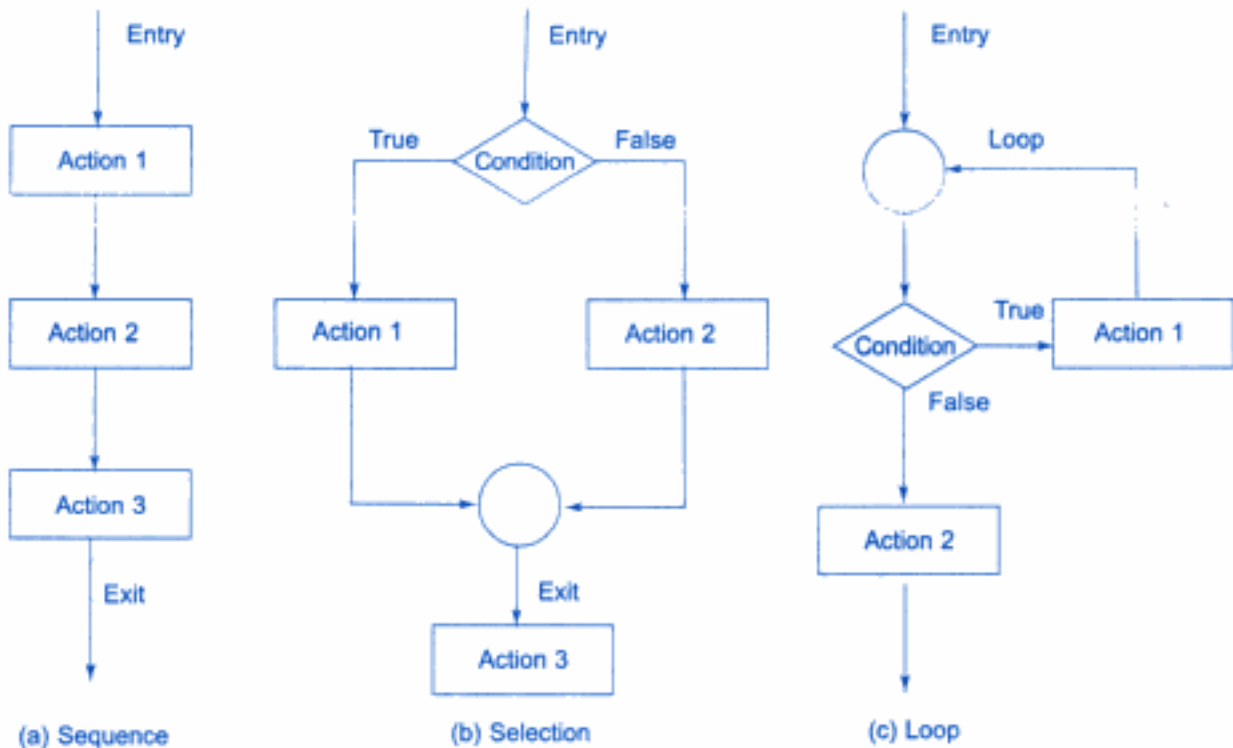 Entry
Action 1
Action 2
Action 3
Exit
(a) Sequence
Entry
True
False
Condition
Action 1
Action 2
Exit
Action 3
(b) Selection
Entry
Loop
Condition
True
Action 1
False
Action 2
(c) Loop